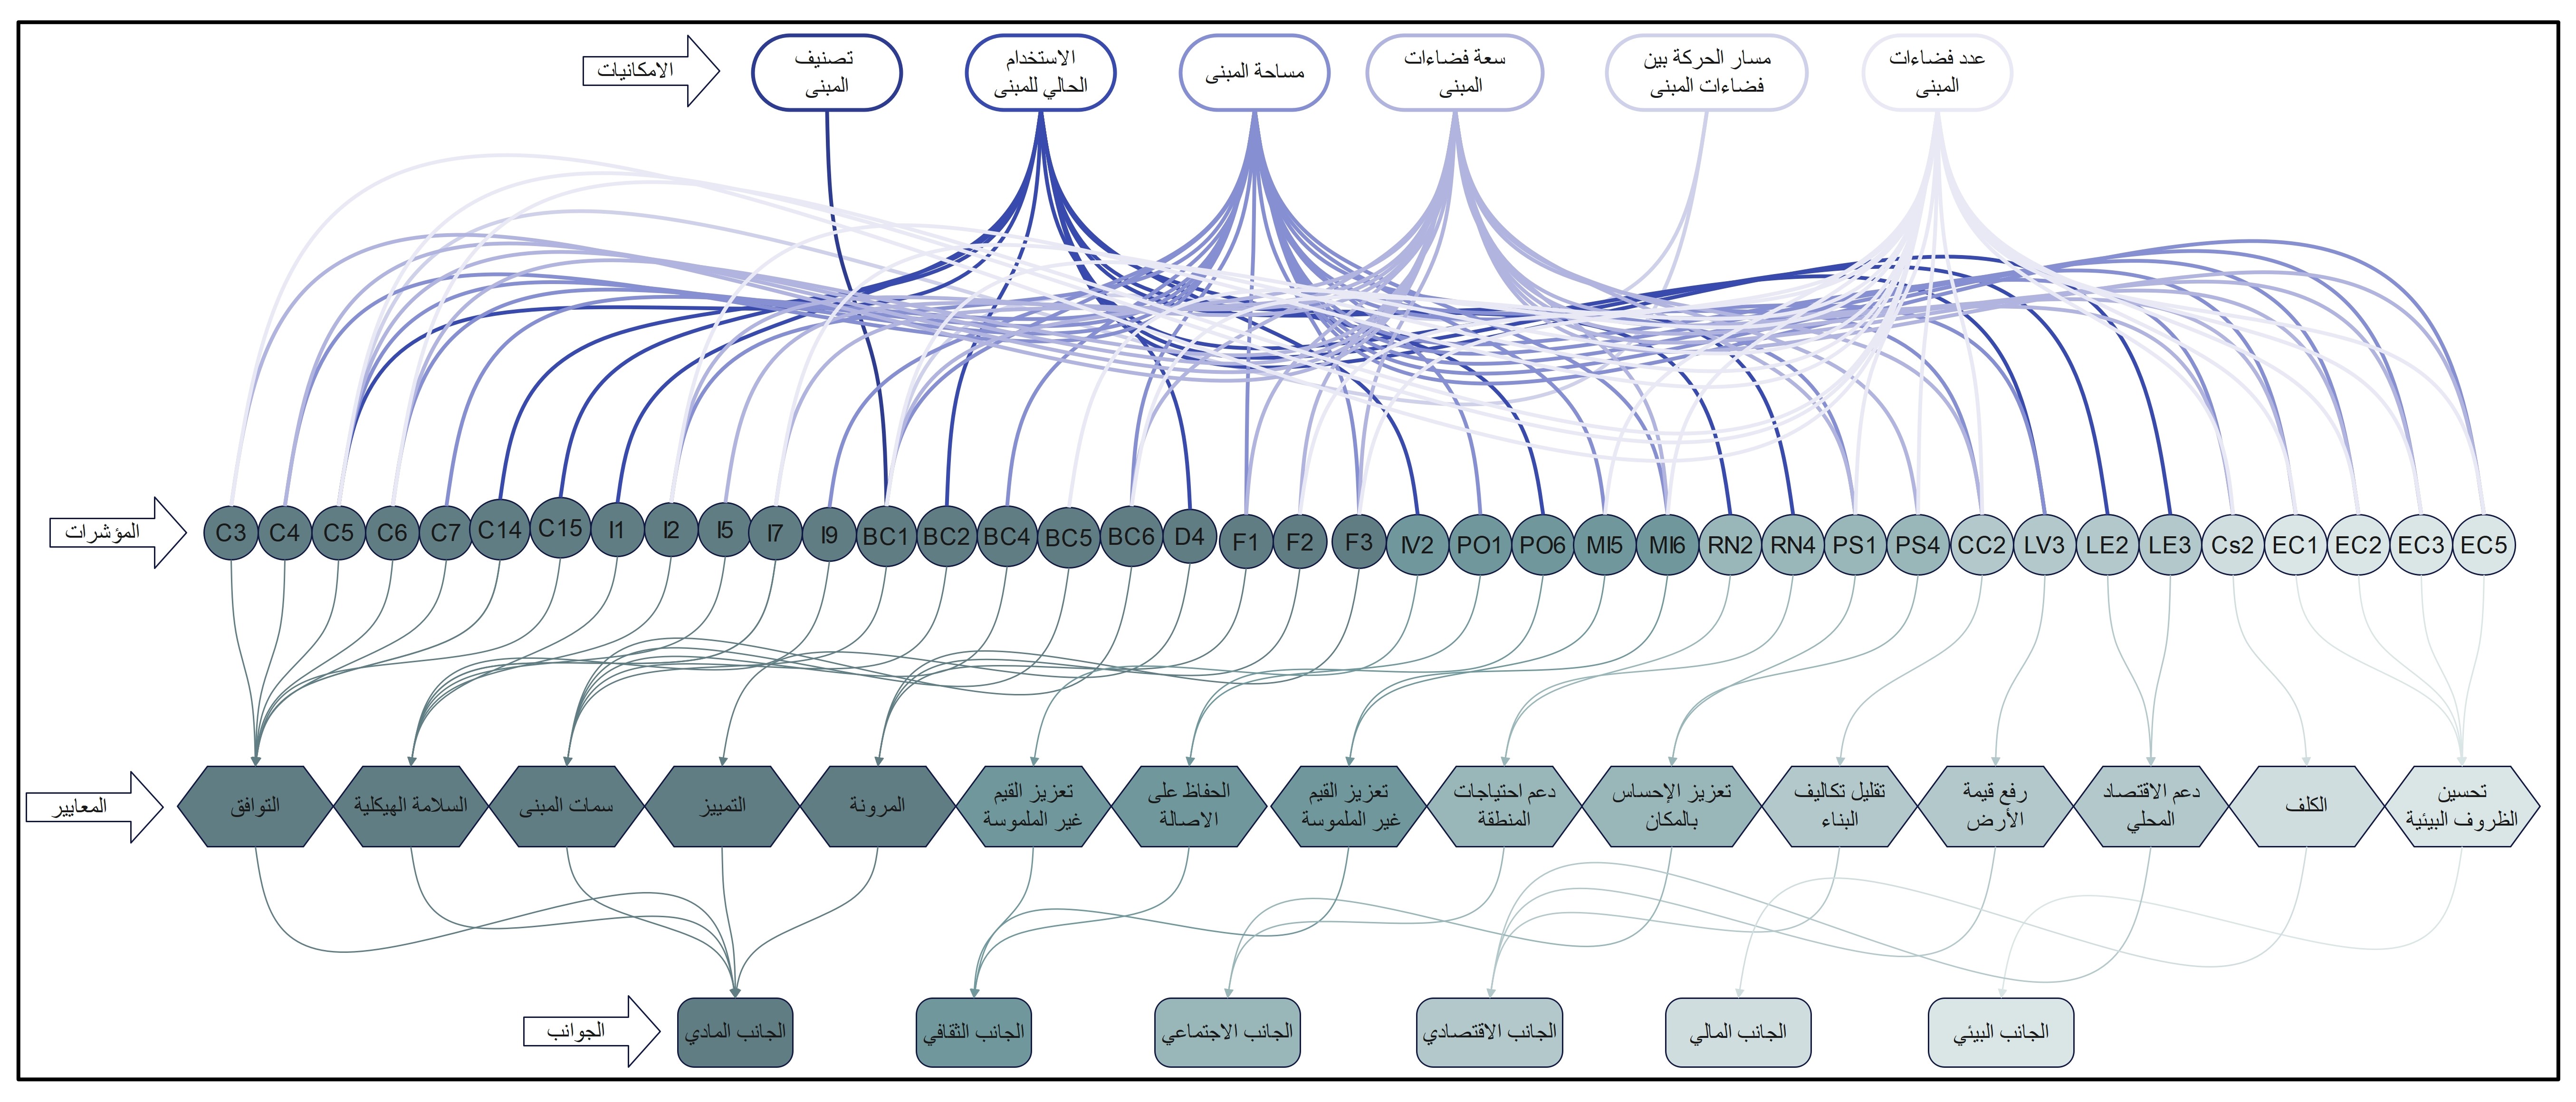 الامكانيات
تصنيف
المبنى
الاستخدام
الحالي للمبنى
مساحة المبنى
سعة فضاءات
المبنى
مسار الحركة بين
فضاءات المبنى
عدد فضاءات
المبنى
المؤشرات
C3
C4
C5
C6
C7
C14
C15
I1
I2
I5
I7
I9
BC1
BC2
BC4
BC5
BC6
D4
F1
F2
F3
IV2
PO1
PO6
MI5
MI6
RN2
RN4
PS1
PS4
CC2
LV3
LE2
LE3
Cs2
EC1
EC2
EC3
EC5
المعايير
التوافق
السلامة الهيكلية
سمات المبنى
التمييز
المرونة
تعزيز القيم
غير الملموسة
الحفاظ على
الاصالة
تعزيز القيم
غير الملموسة
دعم احتياجات
المنطقة
تعزيز الإحساس
بالمكان
تقليل تكاليف
البناء
رفع قيمة
الأرض
دعم الاقتصاد
المحلي
الكلف
تحسين
الظروف البيئية
الجوانب
الجانب المادي
الجانب الثقافي
الجانب الاجتماعي
الجانب الاقتصادي
الجانب المالي
الجانب البيئي